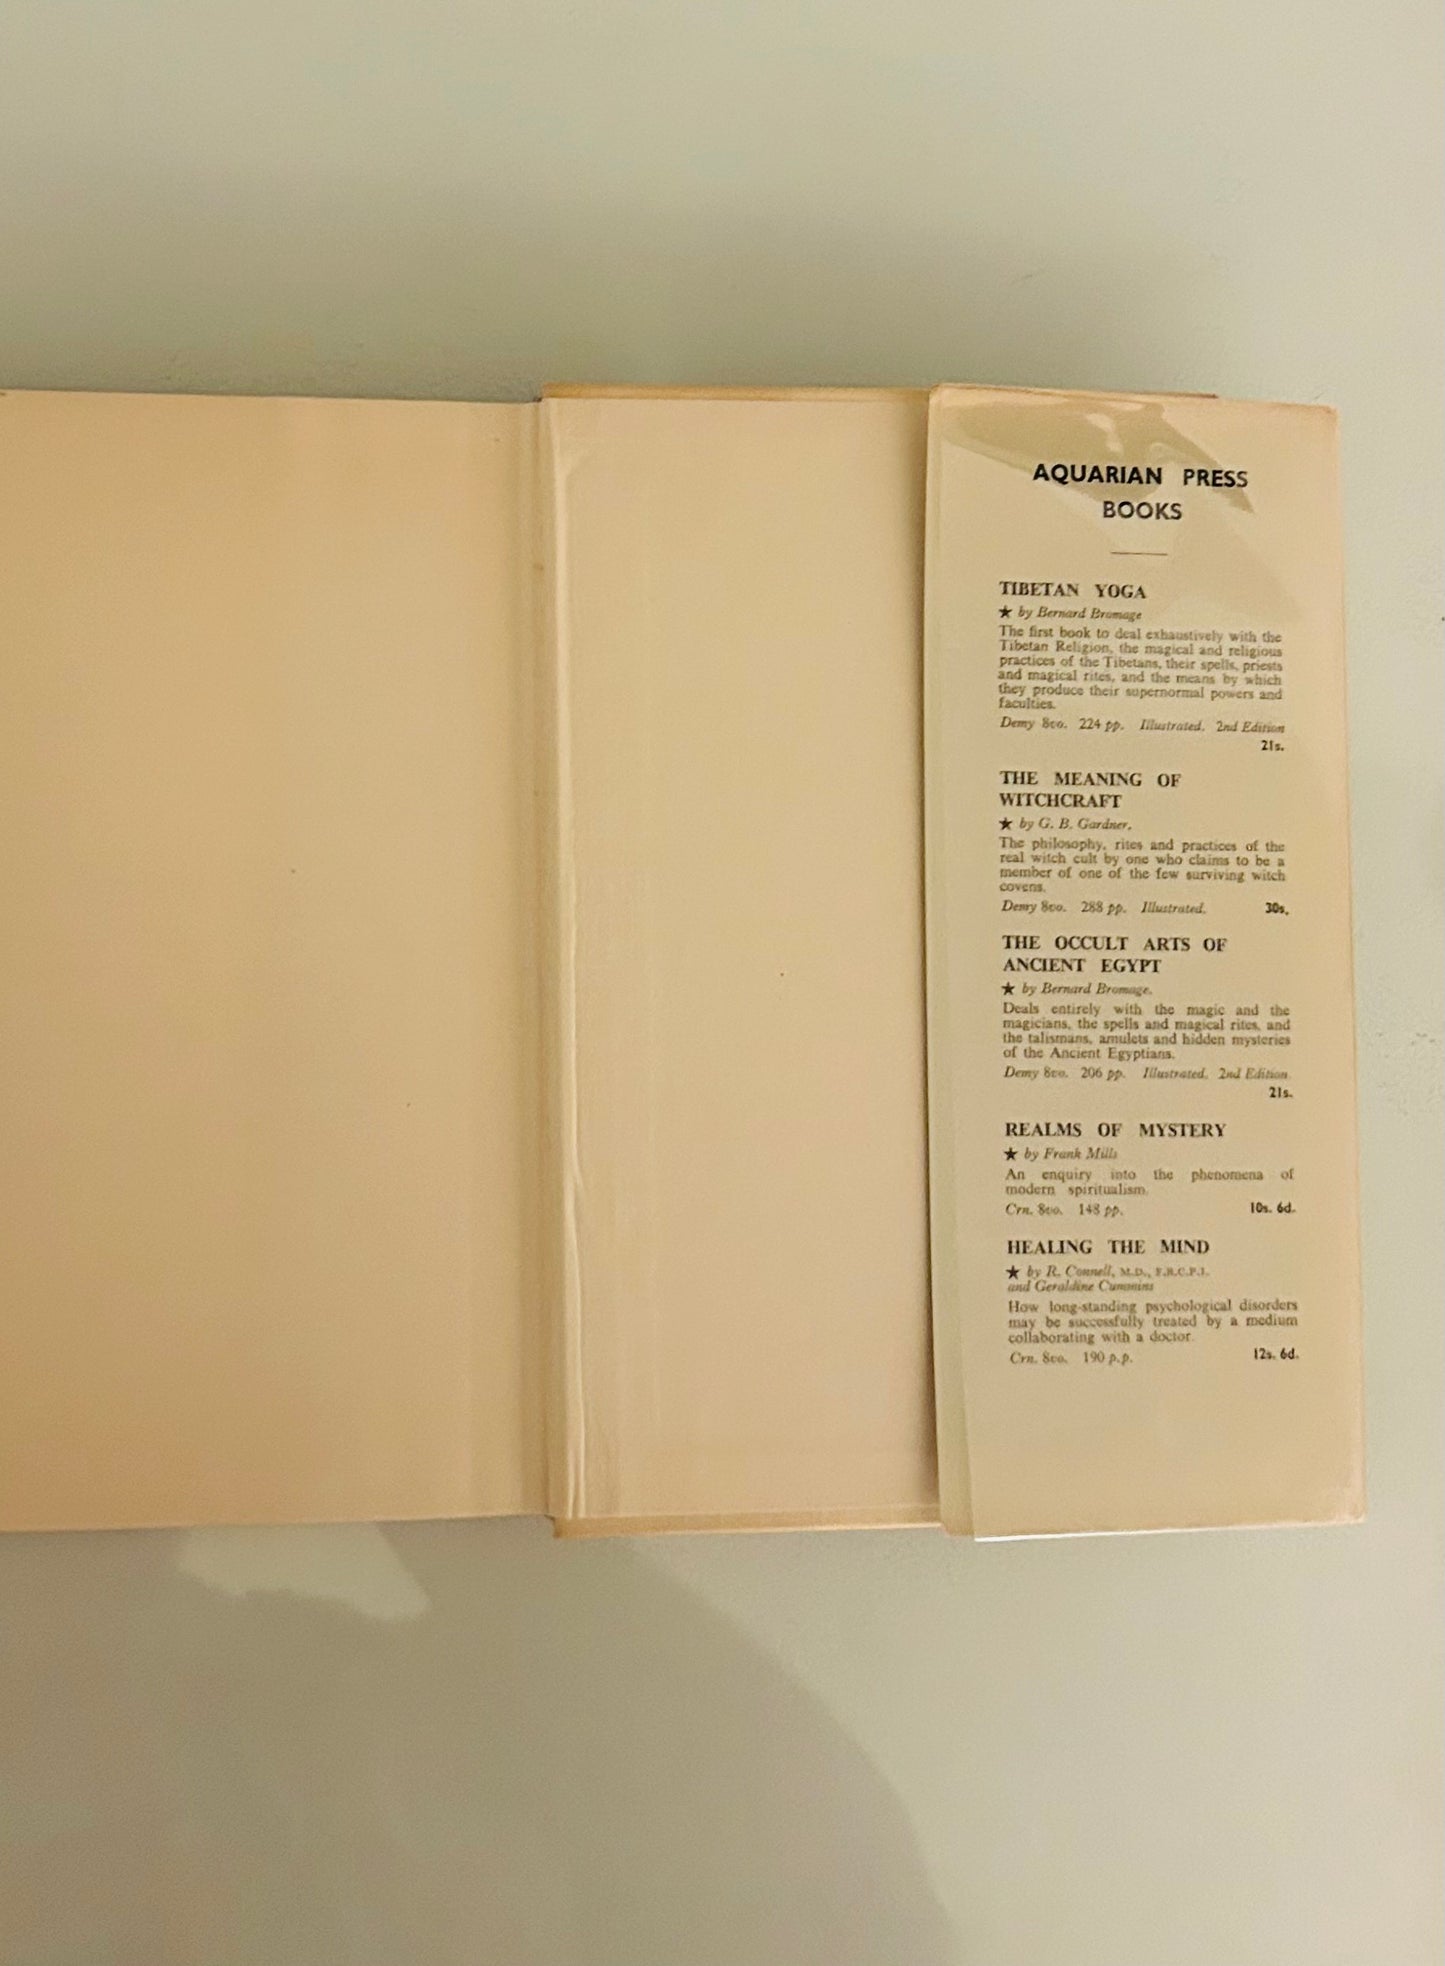 AQUARIAN PRESS
BOOKS
TIBETAN YOGA
★ by Bernard Bromage
The first book to deal exhaustively with the
Tibetan Religion, the magical and religious
practices of the Tibetans, their spells, priests
and magical rites, and the means by which
they produce their supernormal powers and
faculties.
Demy 8vo. 224 pp. Illustrated. 2nd Edition
21s.
THE MEANING OF
WITCHCRAFT
★ by G. B. Gardner.
The philosophy, rites and practices of the
real witch cult by one who claims to be a
member of one of the few surviving witch
covens.
Demy 8vo. 288 pp. Illustrated. 30s.
THE OCCULT ARTS OF
ANCIENT EGYPT
★ by Bernard Bromage.
Deals entirely with the magic and the
magicians, the spells and magical rites, and
the talismans, amulets and hidden mysteries
of the Ancient Egyptians.
Demy 8vo. 206 pp. Illustrated. 2nd Edition
21s.
REALMS OF MYSTERY
★ by Frank Mills
An enquiry into the phenomena of
modern spiritualism.
Crn. 8vo. 148 pp. 10s. 6d.
HEALING THE MIND
★ by R. Connell, M.D., F.R.C.P.I.
and Geraldine Cummins
How long-standing psychological disorders
may be successfully treated by a medium
collaborating with a doctor.
Crn. 8vo. 190 p.p. 12s. 6d.